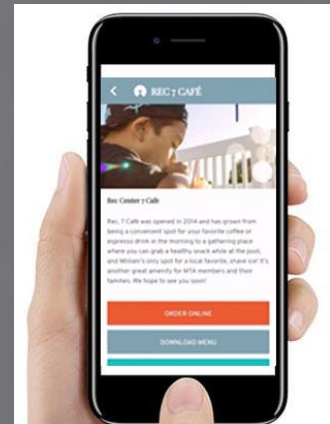 REC 7 CAFÉ
Rec Center 7 Café
Rec. 7 Café was opened in 2014 and has grown from
being a convenient spot for your favorite coffee or
espresso drink in the morning to a gathering place
where you can grab a healthy snack while at the pool,
and Mililani's only spot for a local favorite, shave ice! It's
another great amenity for MTA members and their
families. We hope to see you soon!
ORDER ONLINE
DOWNLOAD MENU